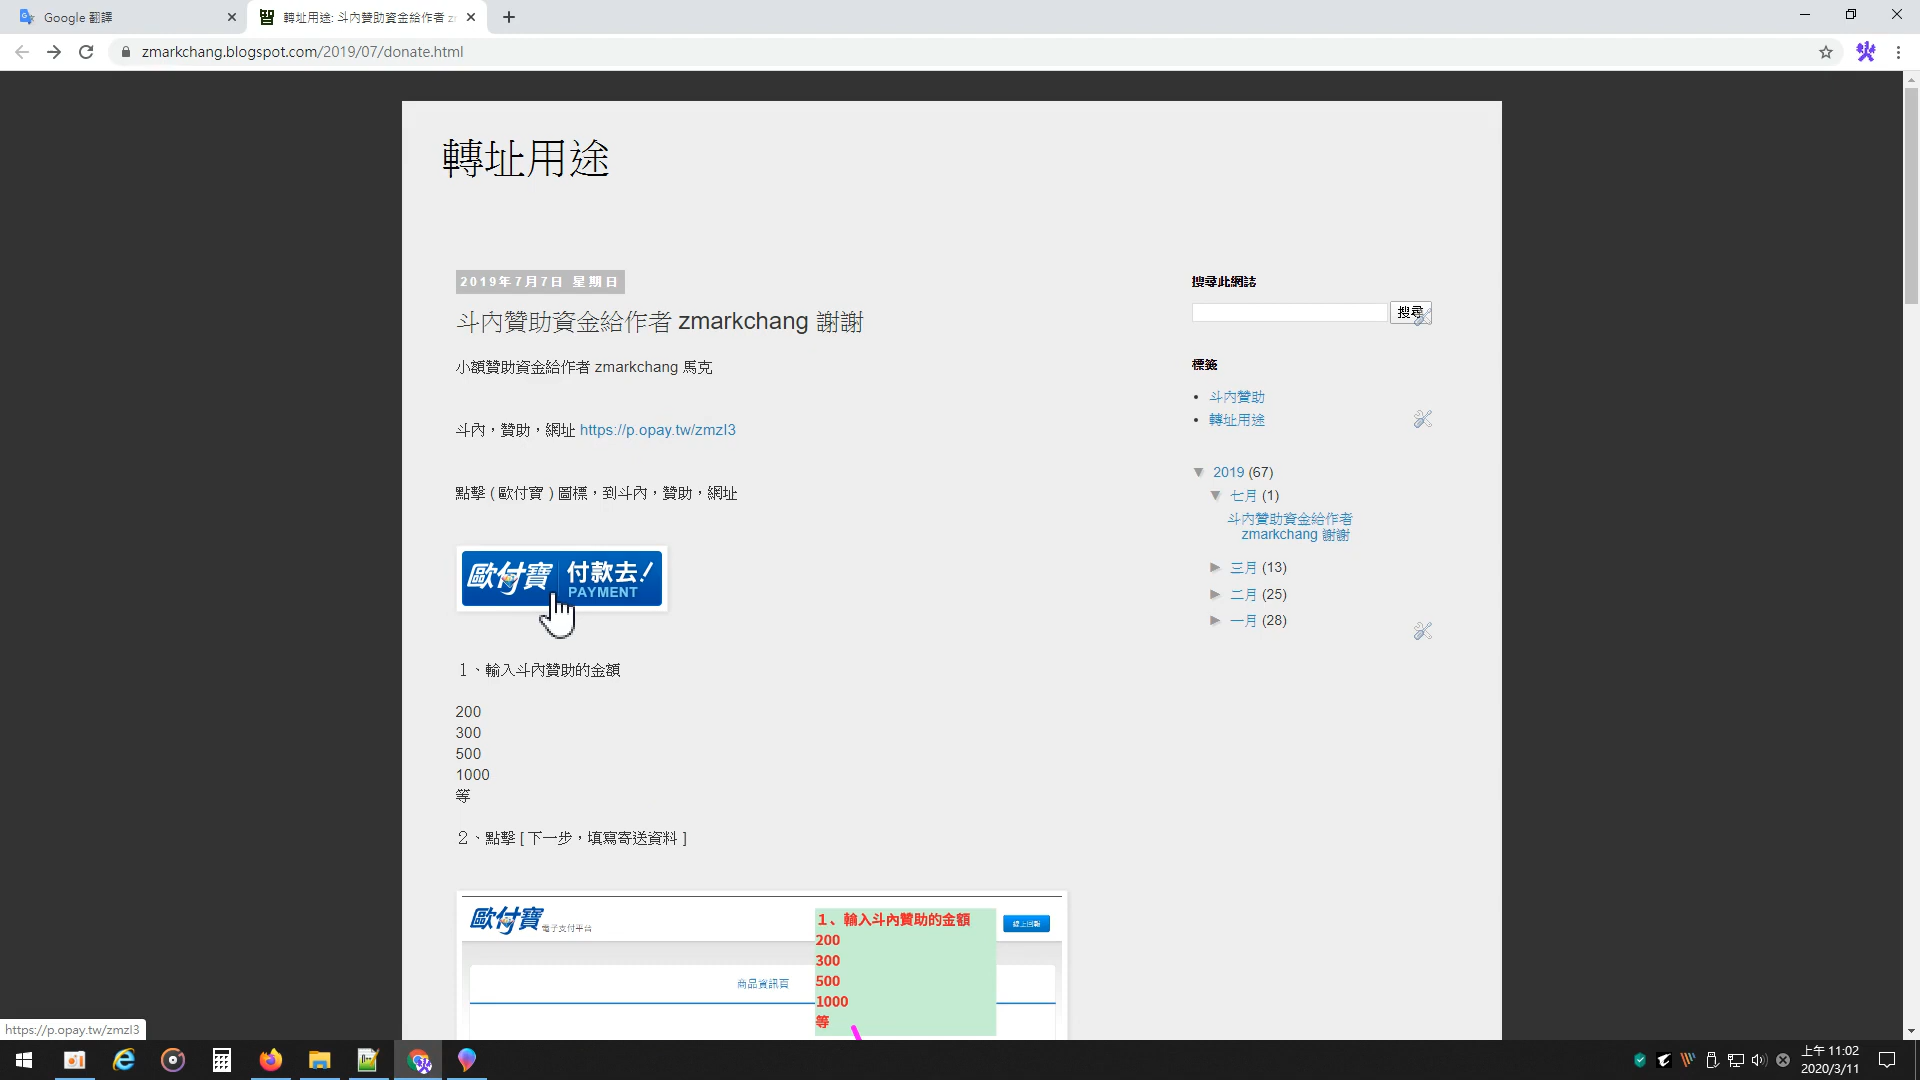 Google 翻譯
轉址用途: 斗內贊助資金給作者 z
zmarkchang.blogspot.com/2019/07/donate.html
轉址用途
2019年7月7日 星期日
斗內贊助資金給作者 zmarkchang 謝謝
小額贊助資金給作者 zmarkchang 馬克
斗內，贊助，網址 https://p.opay.tw/zmzI3
點擊 ( 歐付寶 ) 圖標，到斗內，贊助，網址
歐付寶 付款去!
PAYMENT
１、輸入斗內贊助的金額
200
300
500
1000
等
２、點擊 [ 下一步，填寫寄送資料 ]
歐付寶 電子支付平台
線上回報
商品資訊頁
１、輸入斗內贊助的金額
200
300
500
1000
等
搜尋此網誌
搜尋
標籤
斗內贊助
轉址用途
2019 (67)
七月 (1)
斗內贊助資金給作者
zmarkchang 謝謝
三月 (13)
二月 (25)
一月 (28)
https://p.opay.tw/zmzI3
上午 11:02
2020/3/11